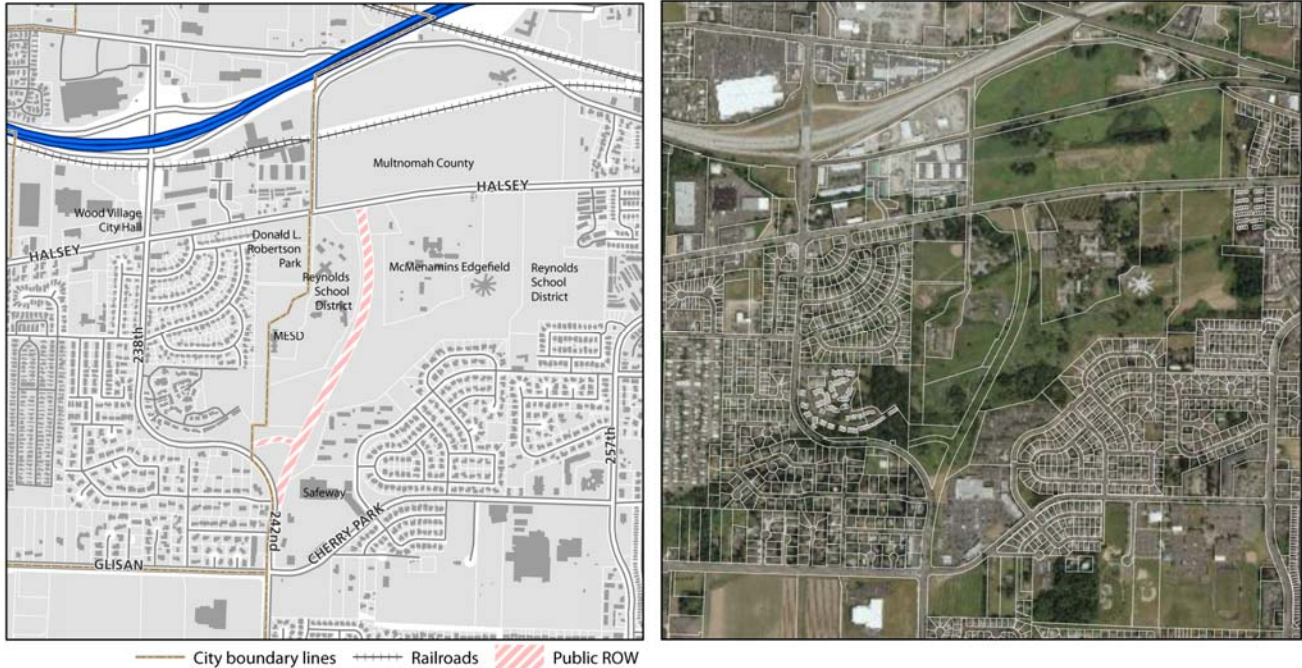 Multnomah County
HALSEY
Wood Village
City Hall
HALSEY
Donald L.
Robertson
Park
Reynolds
School
District
McMenamins Edgefield
Reynolds
School
District
MESD
238th
257th
Safeway
242nd
CHERRY PARK
GLISAN
City boundary lines
Railroads
Public ROW